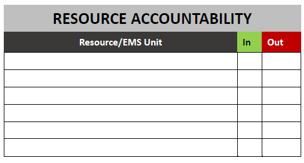 RESOURCE ACCOUNTABILITY
Resource/EMS Unit In Out